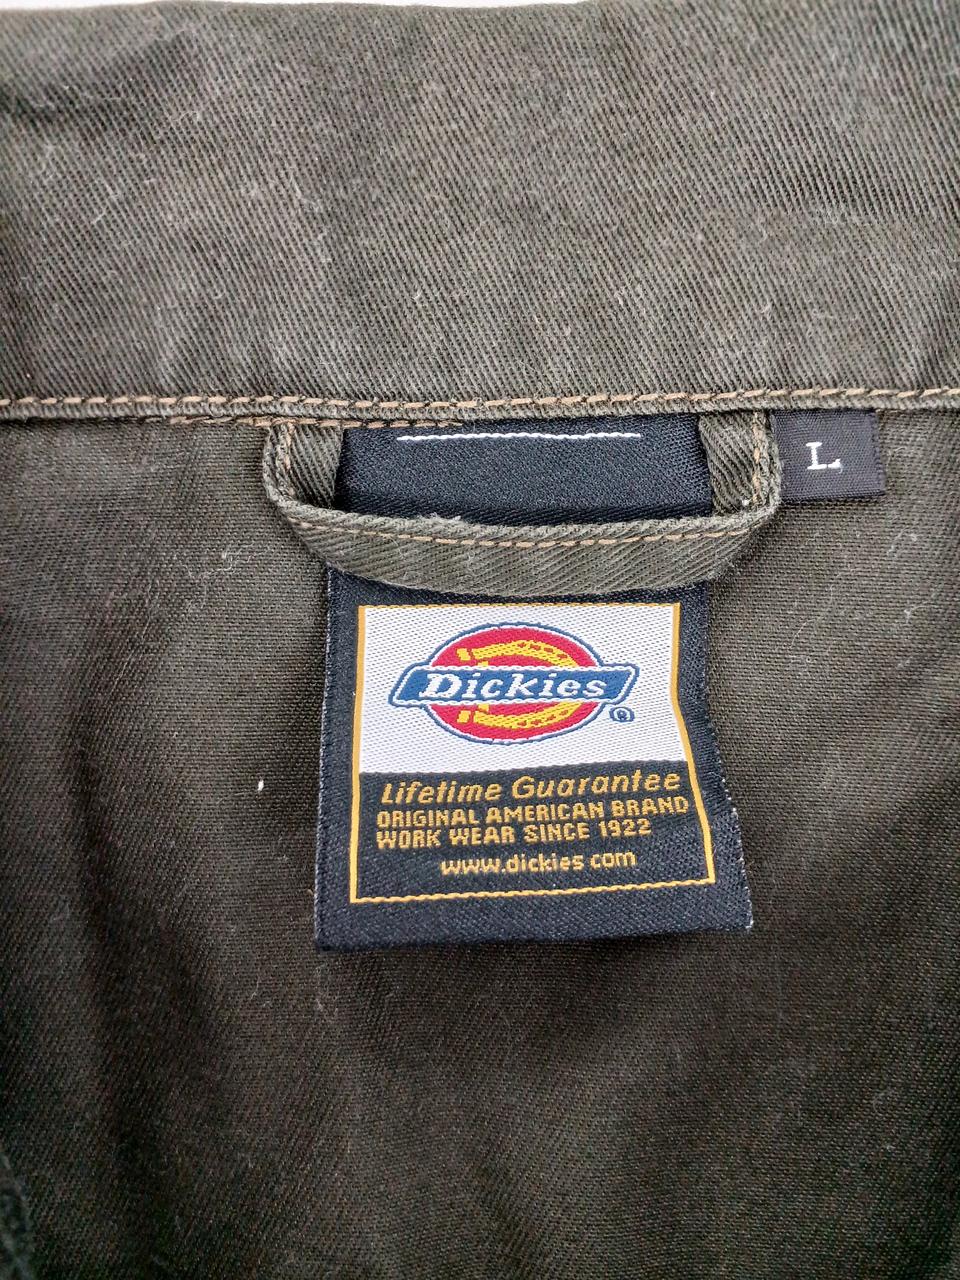 L
Dickies
®
Lifetime Guarantee
ORIGINAL AMERICAN BRAND
WORK WEAR SINCE 1922
www.dickies com